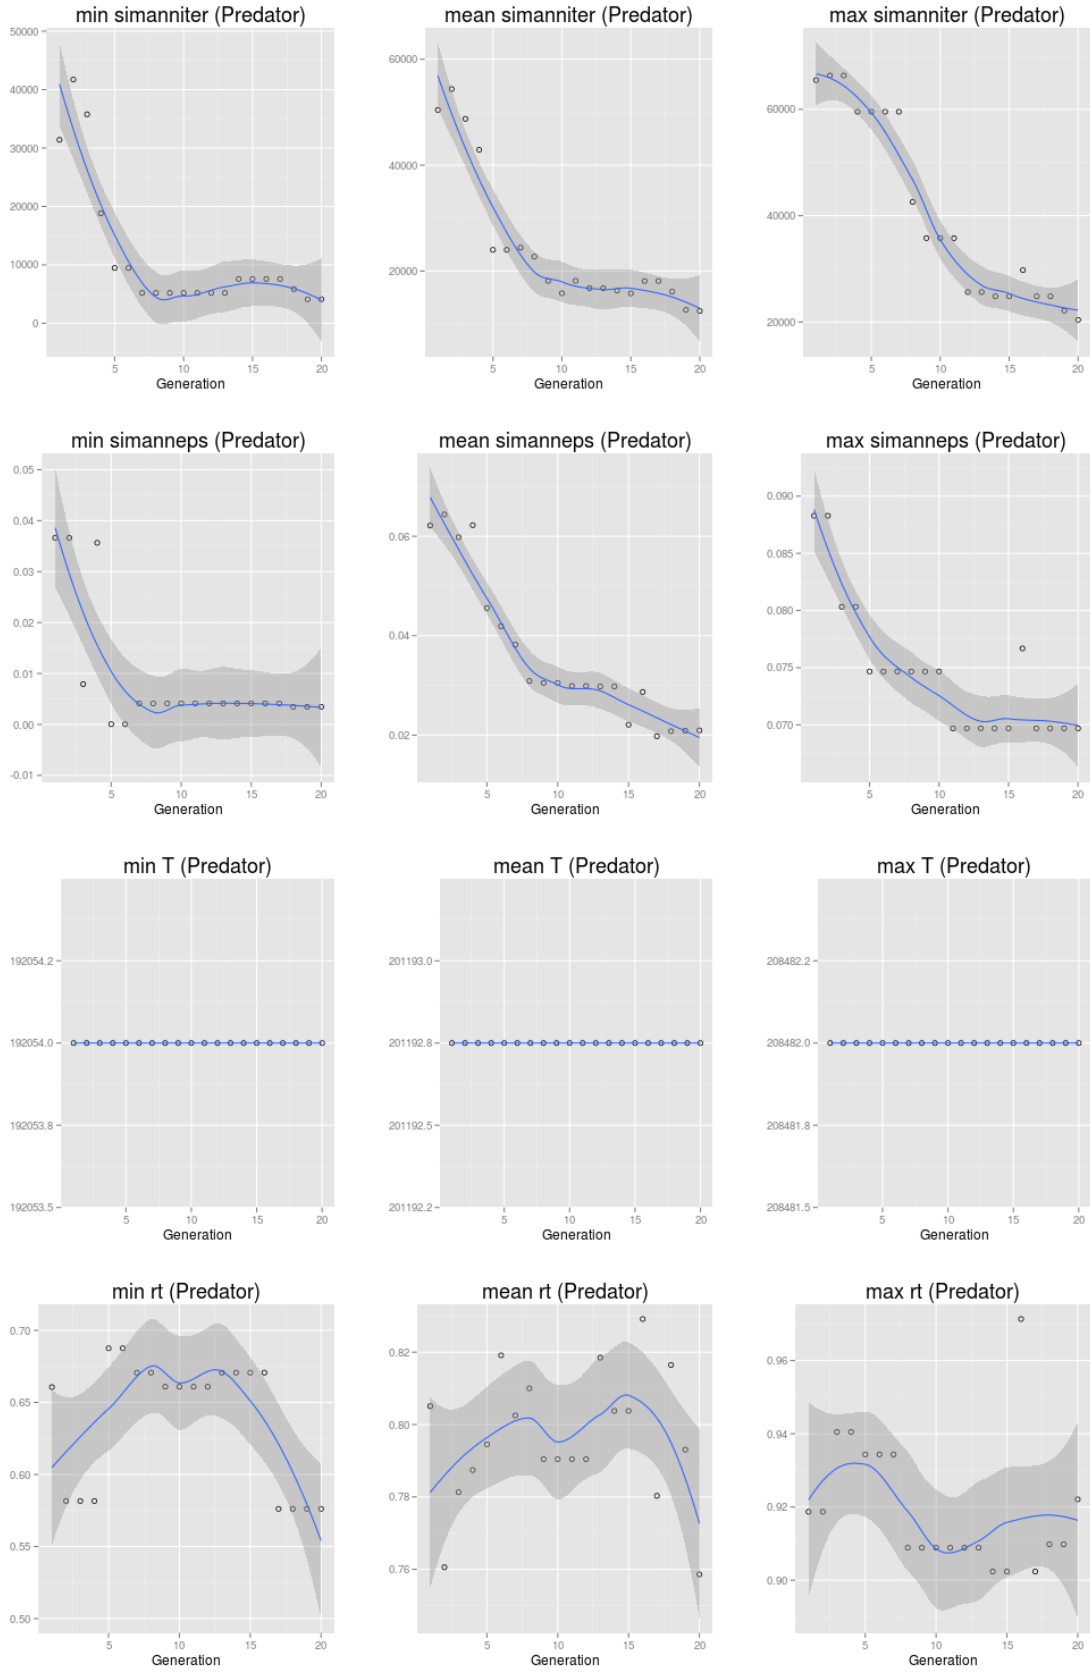 min simanniter (Predator)
mean simanniter (Predator)
max simanniter (Predator)
50000
40000
30000
20000
10000
0
60000
40000
20000
60000
40000
20000
5 10 15 20
5 10 15 20
5 10 15 20
Generation
Generation
Generation
min simanneps (Predator)
mean simanneps (Predator)
max simanneps (Predator)
0.05
0.04
0.03
0.02
0.01
0.00
-0.01
0.06
0.04
0.02
0.090
0.085
0.080
0.075
0.070
5 10 15 20
5 10 15 20
5 10 15 20
Generation
Generation
Generation
min T (Predator)
mean T (Predator)
max T (Predator)
192054.2
192054.0
192053.8
192053.5
201193.0
201192.8
201192.5
201192.2
208482.2
208482.0
208481.8
208481.5
5 10 15 20
5 10 15 20
5 10 15 20
Generation
Generation
Generation
min rt (Predator)
mean rt (Predator)
max rt (Predator)
0.70
0.65
0.60
0.55
0.50
0.82
0.80
0.78
0.76
0.96
0.94
0.92
0.90
5 10 15 20
5 10 15 20
5 10 15 20
Generation
Generation
Generation